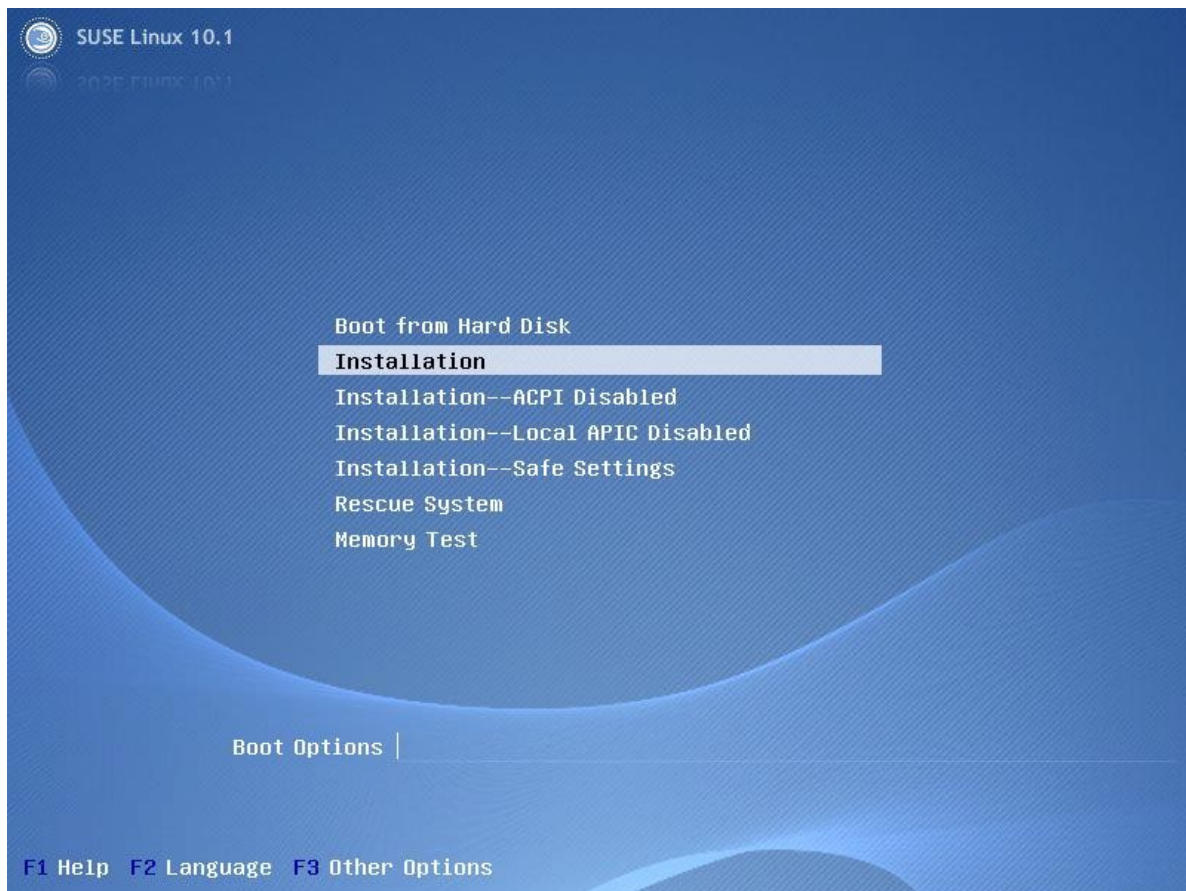 SUSE Linux 10.1
Boot from Hard Disk
Installation
Installation--ACPI Disabled
Installation--Local APIC Disabled
Installation--Safe Settings
Rescue System
Memory Test
Boot Options
F1 Help F2 Language F3 Other Options